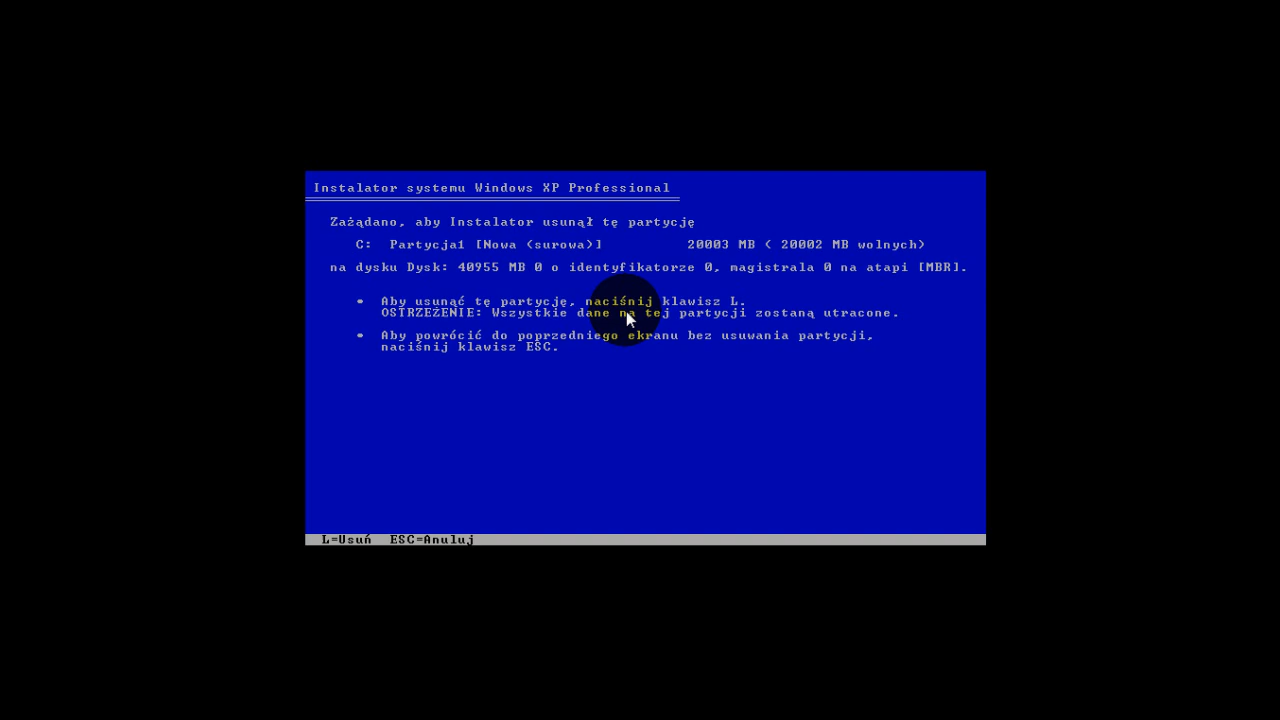 Instalator systemu Windows XP Professional
Zażądano, aby Instalator usunął tę partycję
C: Partycja1 [Nowa (surowa)] 20003 MB ( 20002 MB wolnych)
na dysku Dysk: 40955 MB 0 o identyfikatorze 0, magistrala 0 na atapi [MBR].
• Aby usunąć tę partycję, naciśnij klawisz L.
OSTRZEŻENIE: Wszystkie dane na tej partycji zostaną utracone.
• Aby powrócić do poprzedniego ekranu bez usuwania partycji,
naciśnij klawisz ESC.
L=Usuń ESC=Anuluj